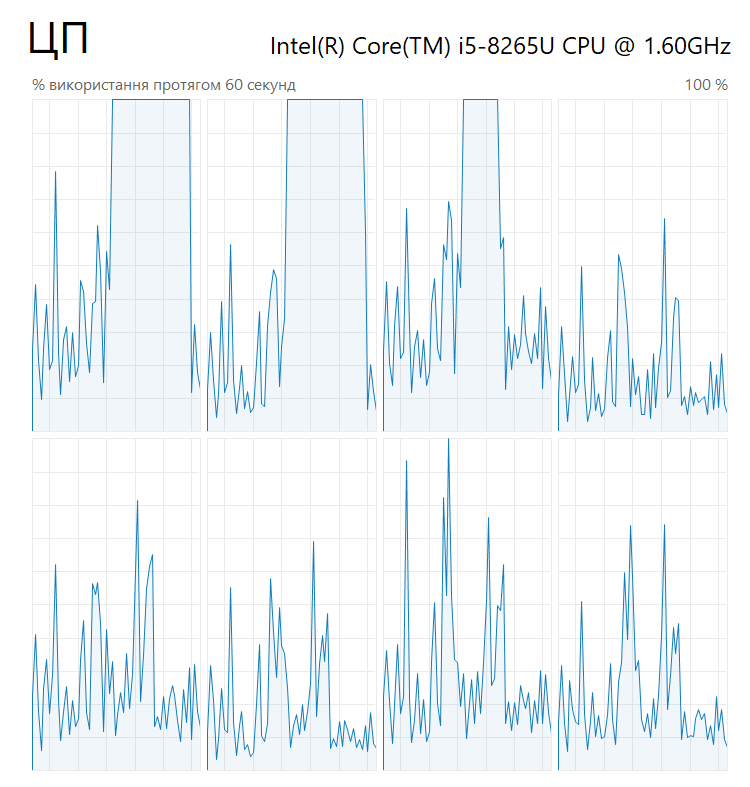 ЦП
Intel(R) Core(TM) i5-8265U CPU @ 1.60GHz
% використання протягом 60 секунд
100 %